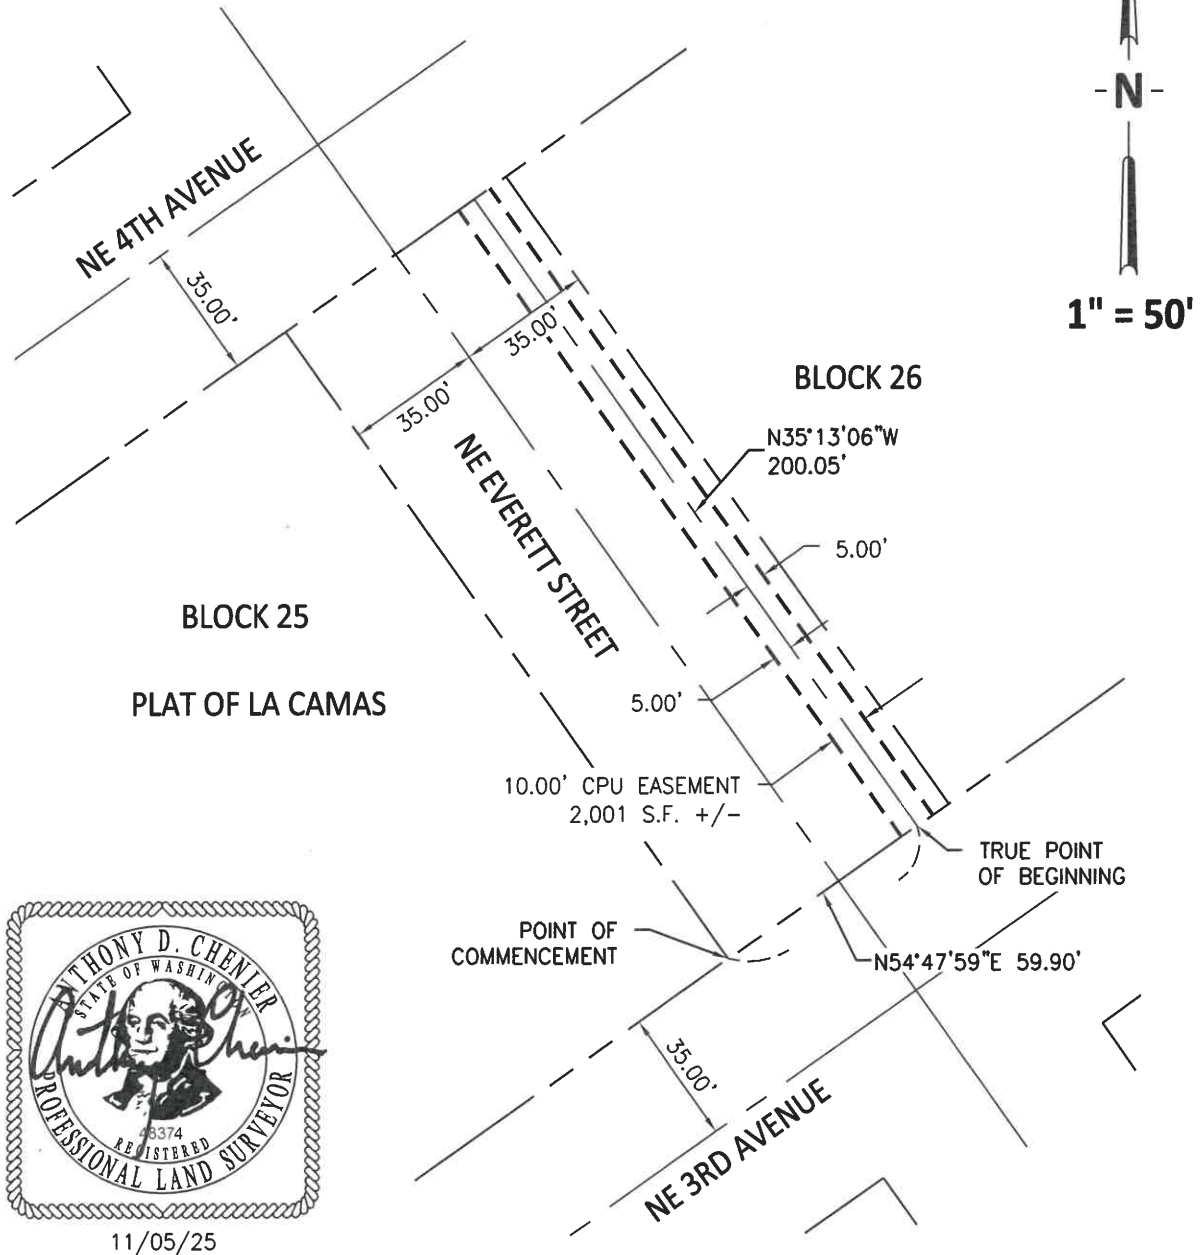 - N -
1" = 50'
NE 4TH AVENUE
35.00'
35.00'
35.00'
BLOCK 26
N35°13'06"W
200.05'
NE EVERETT STREET
5.00'
BLOCK 25
PLAT OF LA CAMAS
5.00'
10.00' CPU EASEMENT
2,001 S.F. +/-
TRUE POINT
OF BEGINNING
POINT OF
COMMENCEMENT
N54°47'59"E 59.90'
35.00'
NE 3RD AVENUE
ANTHONY D. CHENIER
STATE OF WASHINGTON
48374
REGISTERED
PROFESSIONAL LAND SURVEYOR
11/05/25